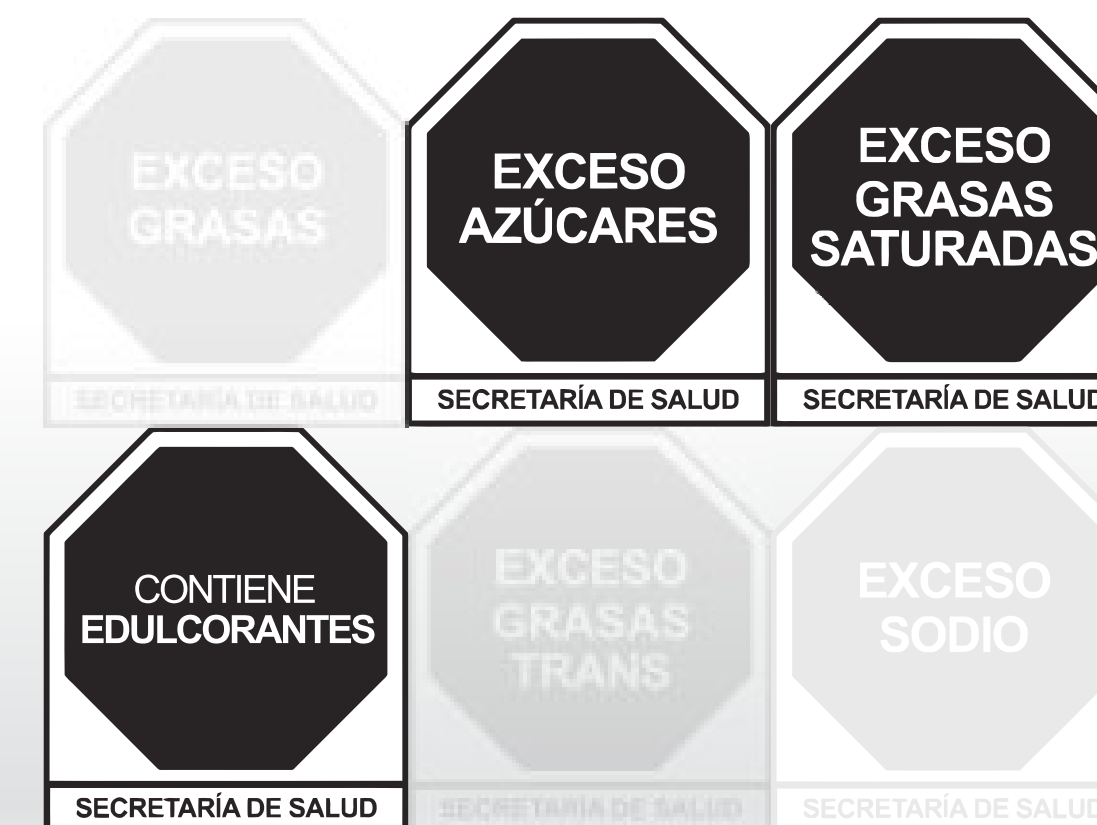 EXCESO
GRASAS
SECRETARÍA DE SALUD
EXCESO
AZÚCARES
SECRETARÍA DE SALUD
EXCESO
GRASAS
SATURADAS
SECRETARÍA DE SALUD
CONTIENE
EDULCORANTES
SECRETARÍA DE SALUD
EXCESO
GRASAS
TRANS
SECRETARÍA DE SALUD
EXCESO
SODIO
SECRETARÍA DE SALUD